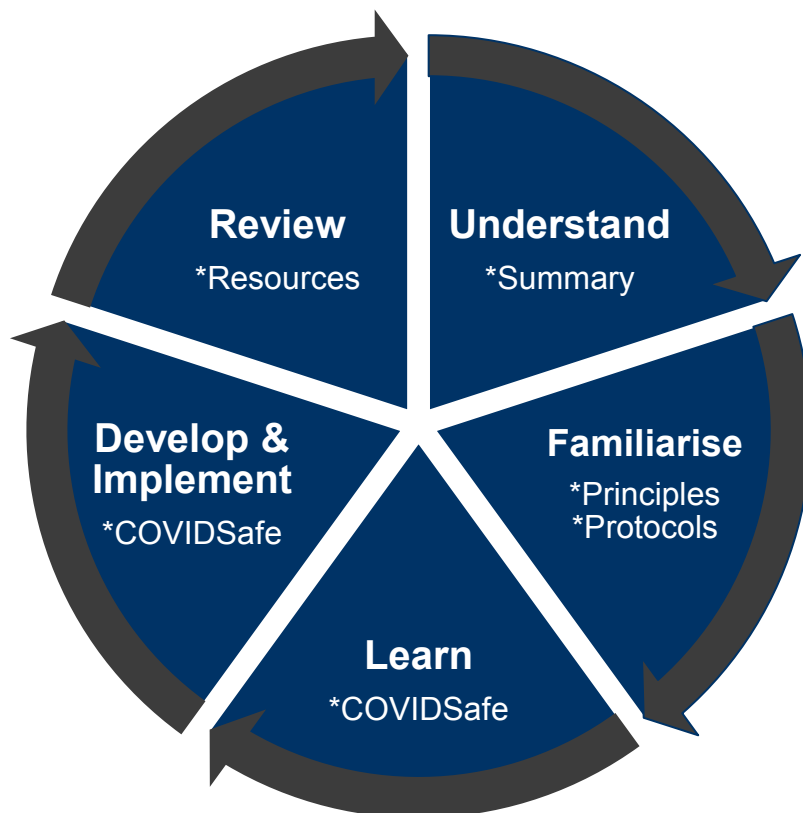 Review
*Resources
Understand
*Summary
Familiarise
*Principles
*Protocols
Learn
*COVIDSafe
Develop &
Implement
*COVIDSafe